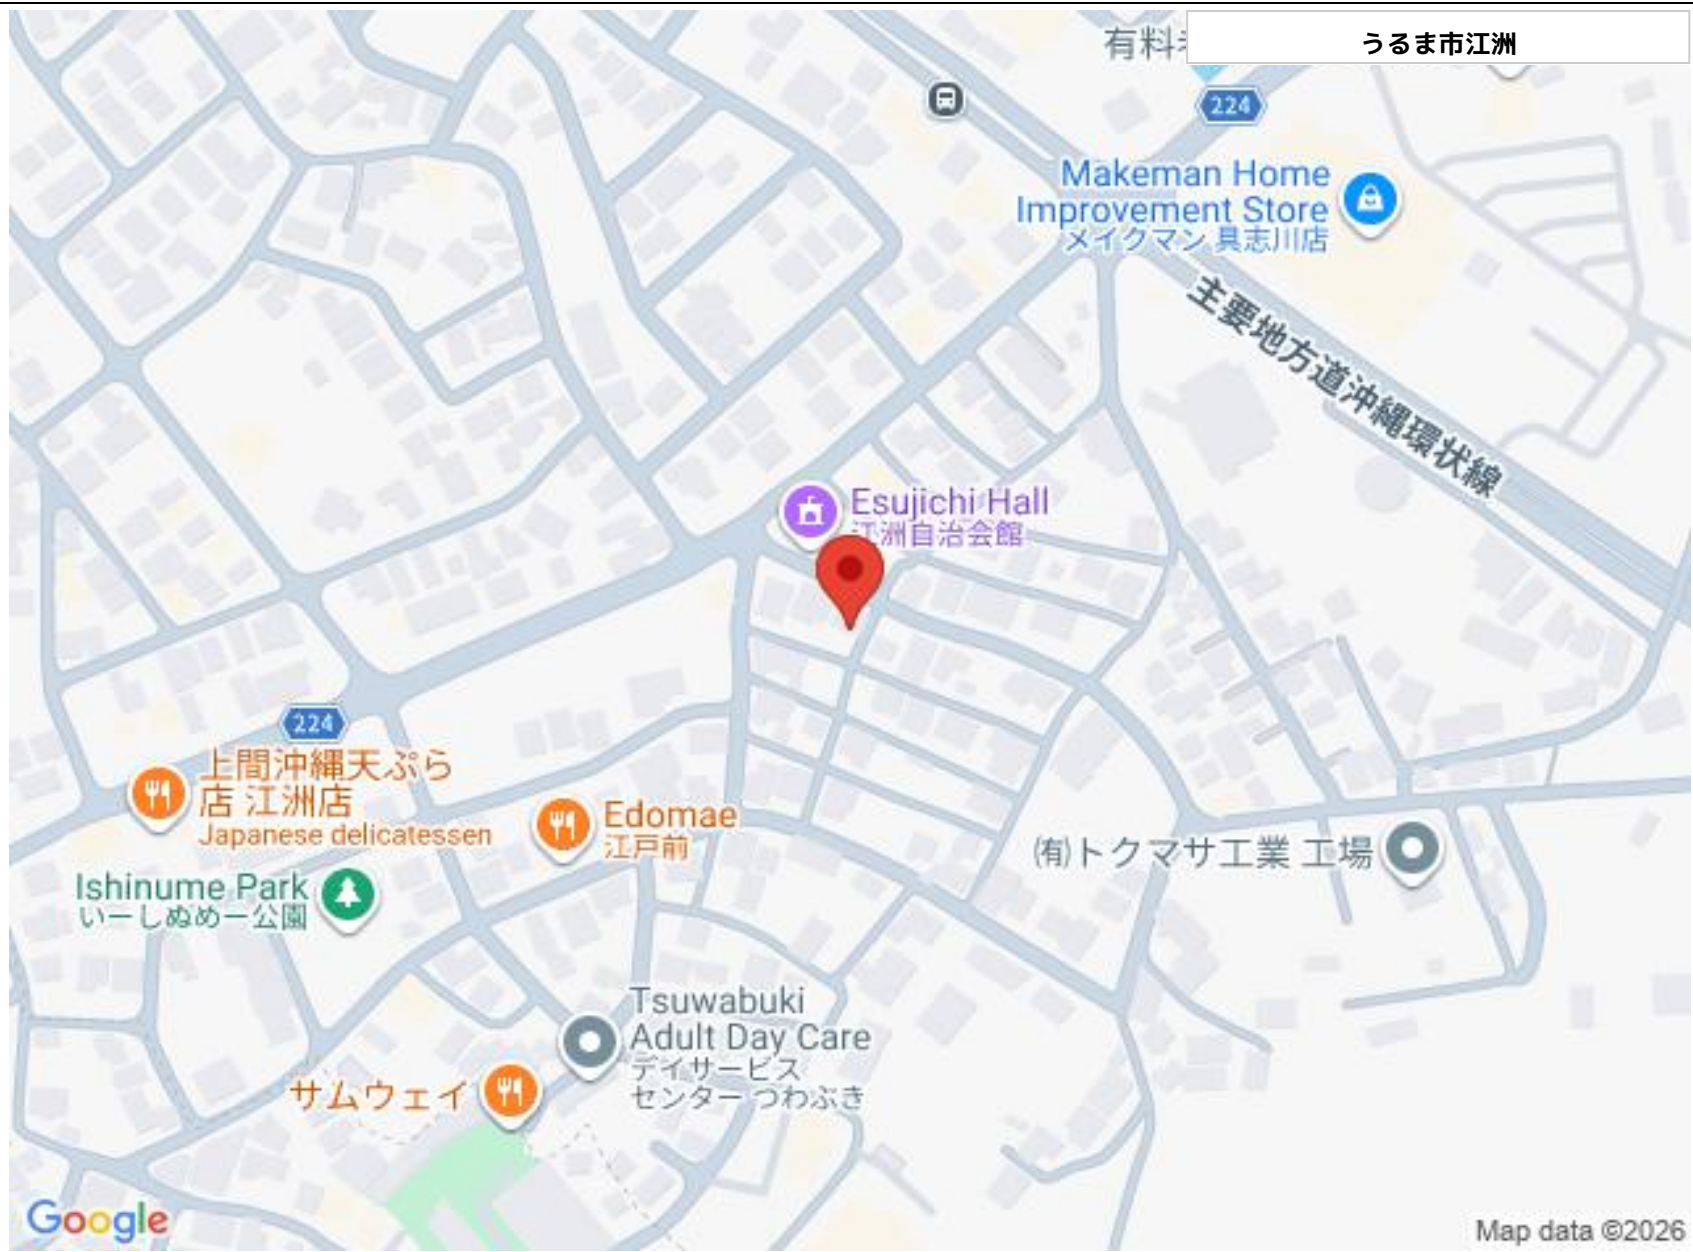 うるま市江洲
有料
224
Makeman Home
Improvement Store
メイクマン 具志川店
主要地方道沖縄環状線
Esujichi Hall
江洲自治会館
224
上間沖縄天ぷら
店 江洲店
Japanese delicatessen
Edomae
江戸前
㈲トクマサ工業 工場
Ishinume Park
いーしぬめー公園
Tsuwabuki
Adult Day Care
デイサービス
センター つわぶき
サムウェイ
Google
Map data ©2026